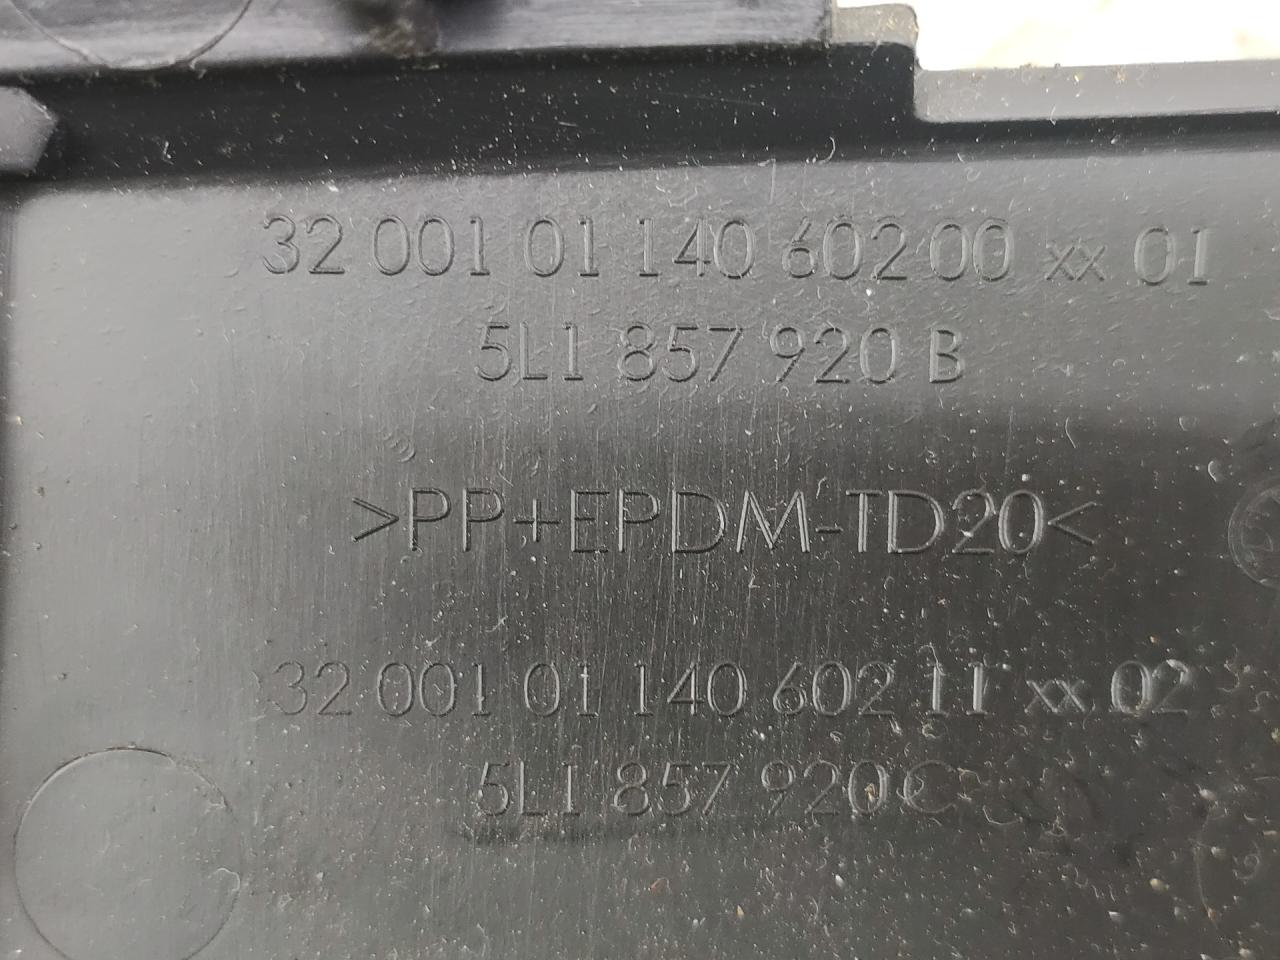 32 001 01 140 602 00 xx 01
5L1 857 920 B
>PP+EPDM-TD20<
32 001 01 140 602 11 xx 02
5L1 857 920 C